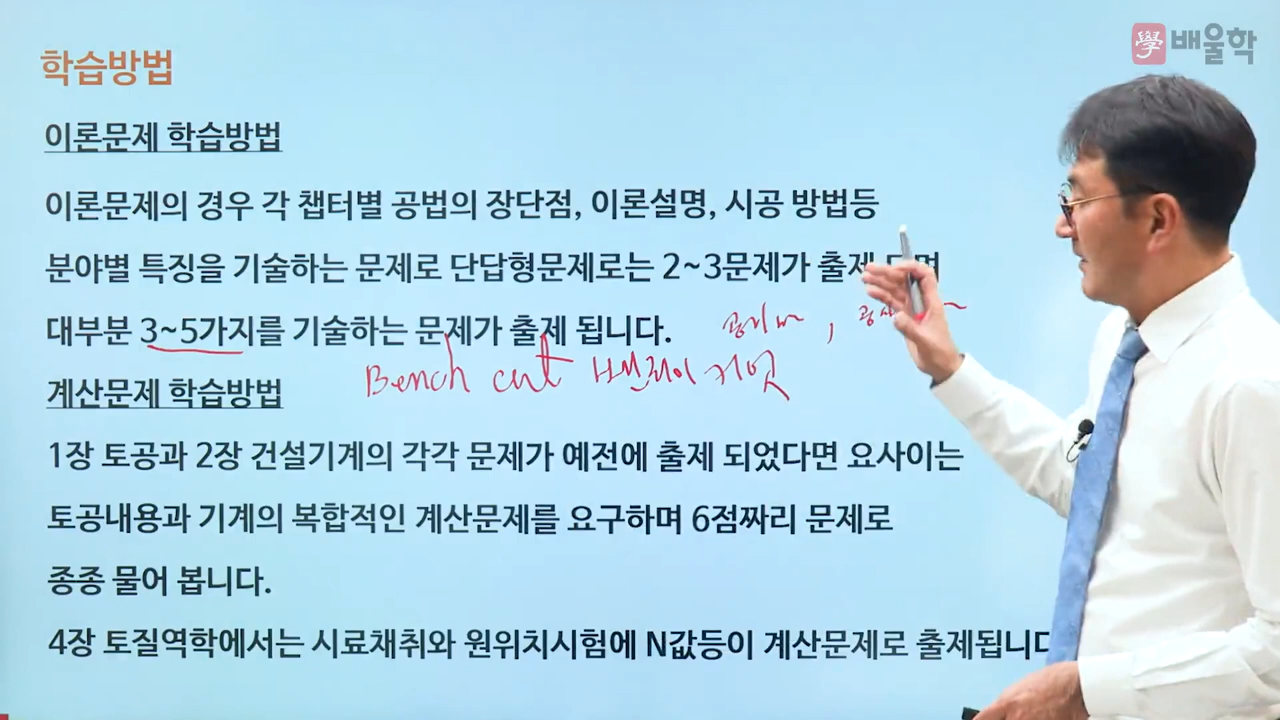 學 배울학
학습방법
이론문제 학습방법
이론문제의 경우 각 챕터별 공법의 장단점, 이론설명, 시공 방법등
분야별 특징을 기술하는 문제로 단답형문제로는 2~3문제가 출제 되며
대부분 3~5가지를 기술하는 문제가 출제 됩니다.
Bench cut
계산문제 학습방법
1장 토공과 2장 건설기계의 각각 문제가 예전에 출제 되었다면 요사이는
토공내용과 기계의 복합적인 계산문제를 요구하며 6점짜리 문제로
종종 물어 봅니다.
4장 토질역학에서는 시료채취와 원위치시험에 N값등이 계산문제로 출제됩니다